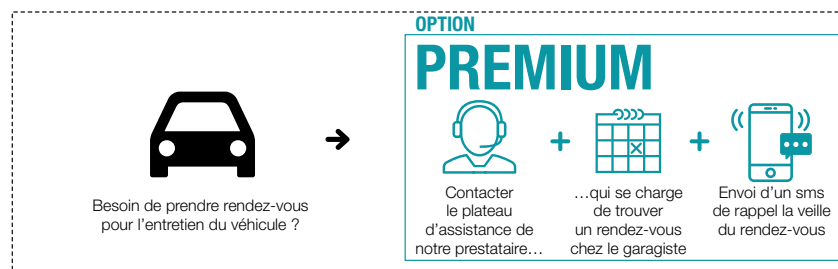 OPTION
PREMIUM
Besoin de prendre rendez-vous
pour l'entretien du véhicule ?
Contacter
le plateau
d'assistance de
notre prestataire…
…qui se charge
de trouver
un rendez-vous
chez le garagiste
Envoi d'un sms
de rappel la veille
du rendez-vous